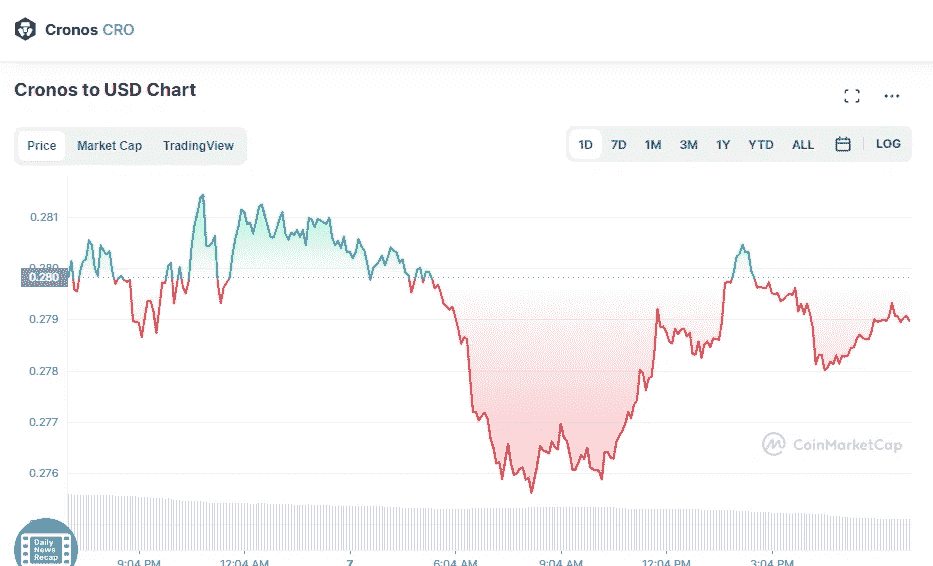 Cronos CRO
Cronos to USD Chart
Price Market Cap TradingView
1D 7D 1M 3M 1Y YTD ALL LOG
0.281
0.280
0.280
0.279
0.278
0.277
0.276
CoinMarketCap
Daily
News
Recap
9:04 PM 12:04 AM 7 6:04 AM 9:04 AM 12:04 PM 3:04 PM